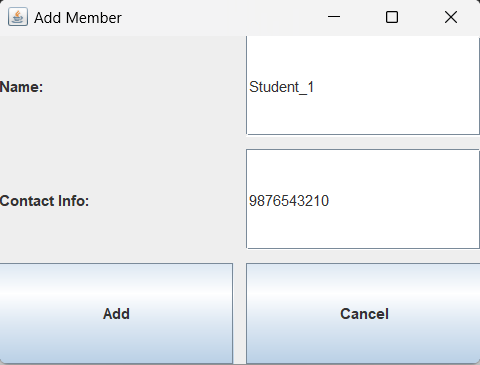 Add Member
Name: Student_1
Contact Info: 9876543210
Add Cancel